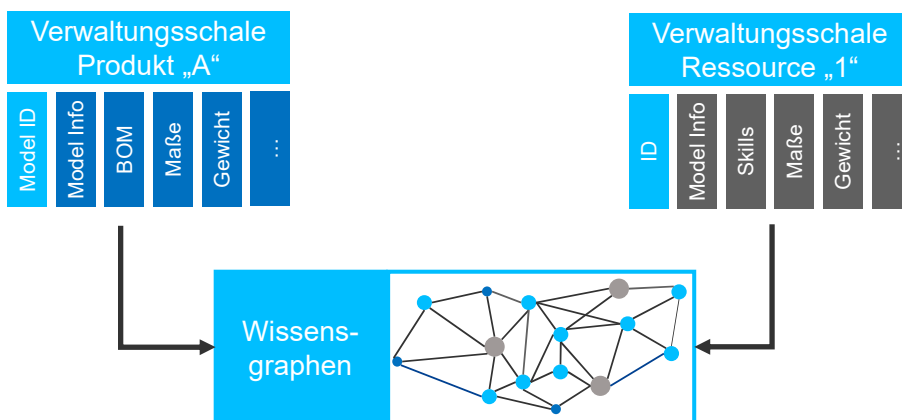 Verwaltungsschale
Produkt „A“
Model ID
Model Info
BOM
Maße
Gewicht
…
Verwaltungsschale
Ressource „1“
ID
Model Info
Skills
Maße
Gewicht
…
Wissens-
graphen